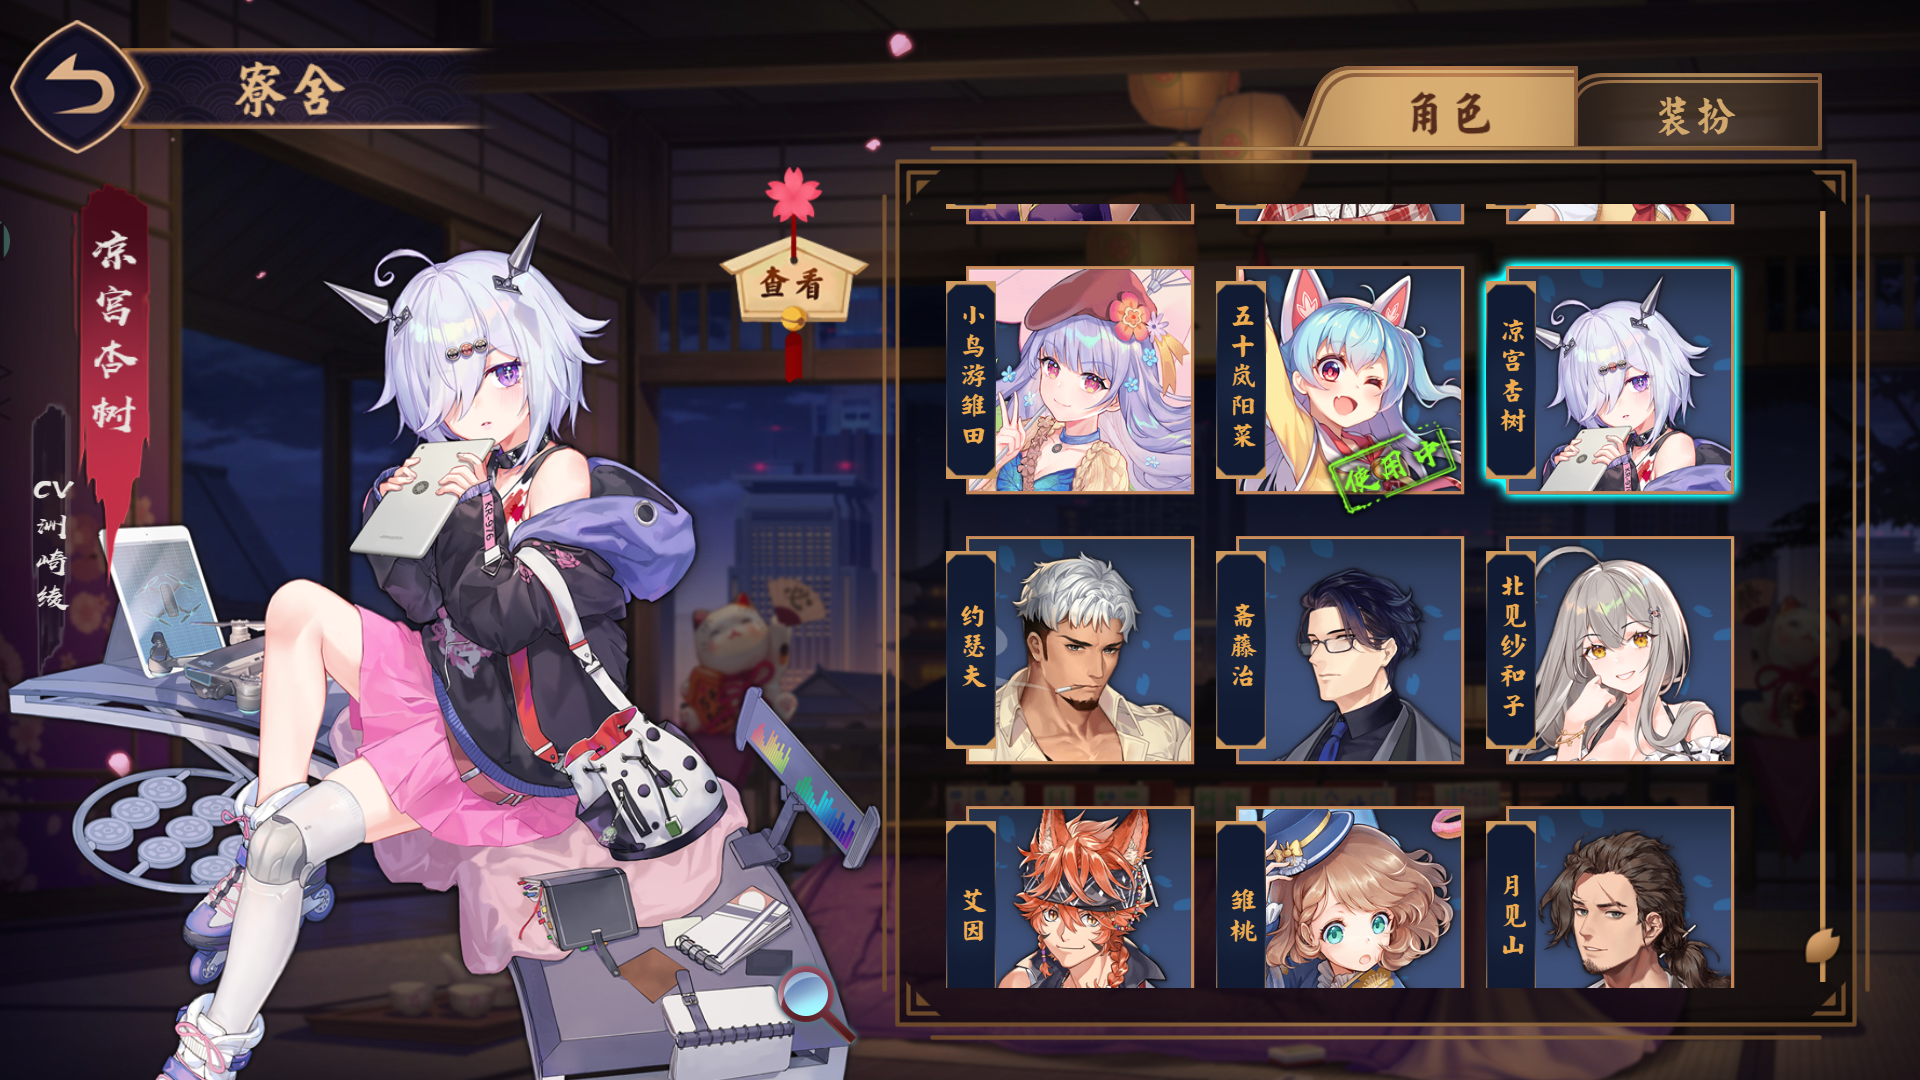 寮舍
角色
装扮
凉宫杏树
CV
洲崎绫
查看
小鸟游雏田
五十岚阳菜
使用中
凉宫杏树
约瑟夫
斋藤治
北见纱和子
艾因
雏桃
月见山